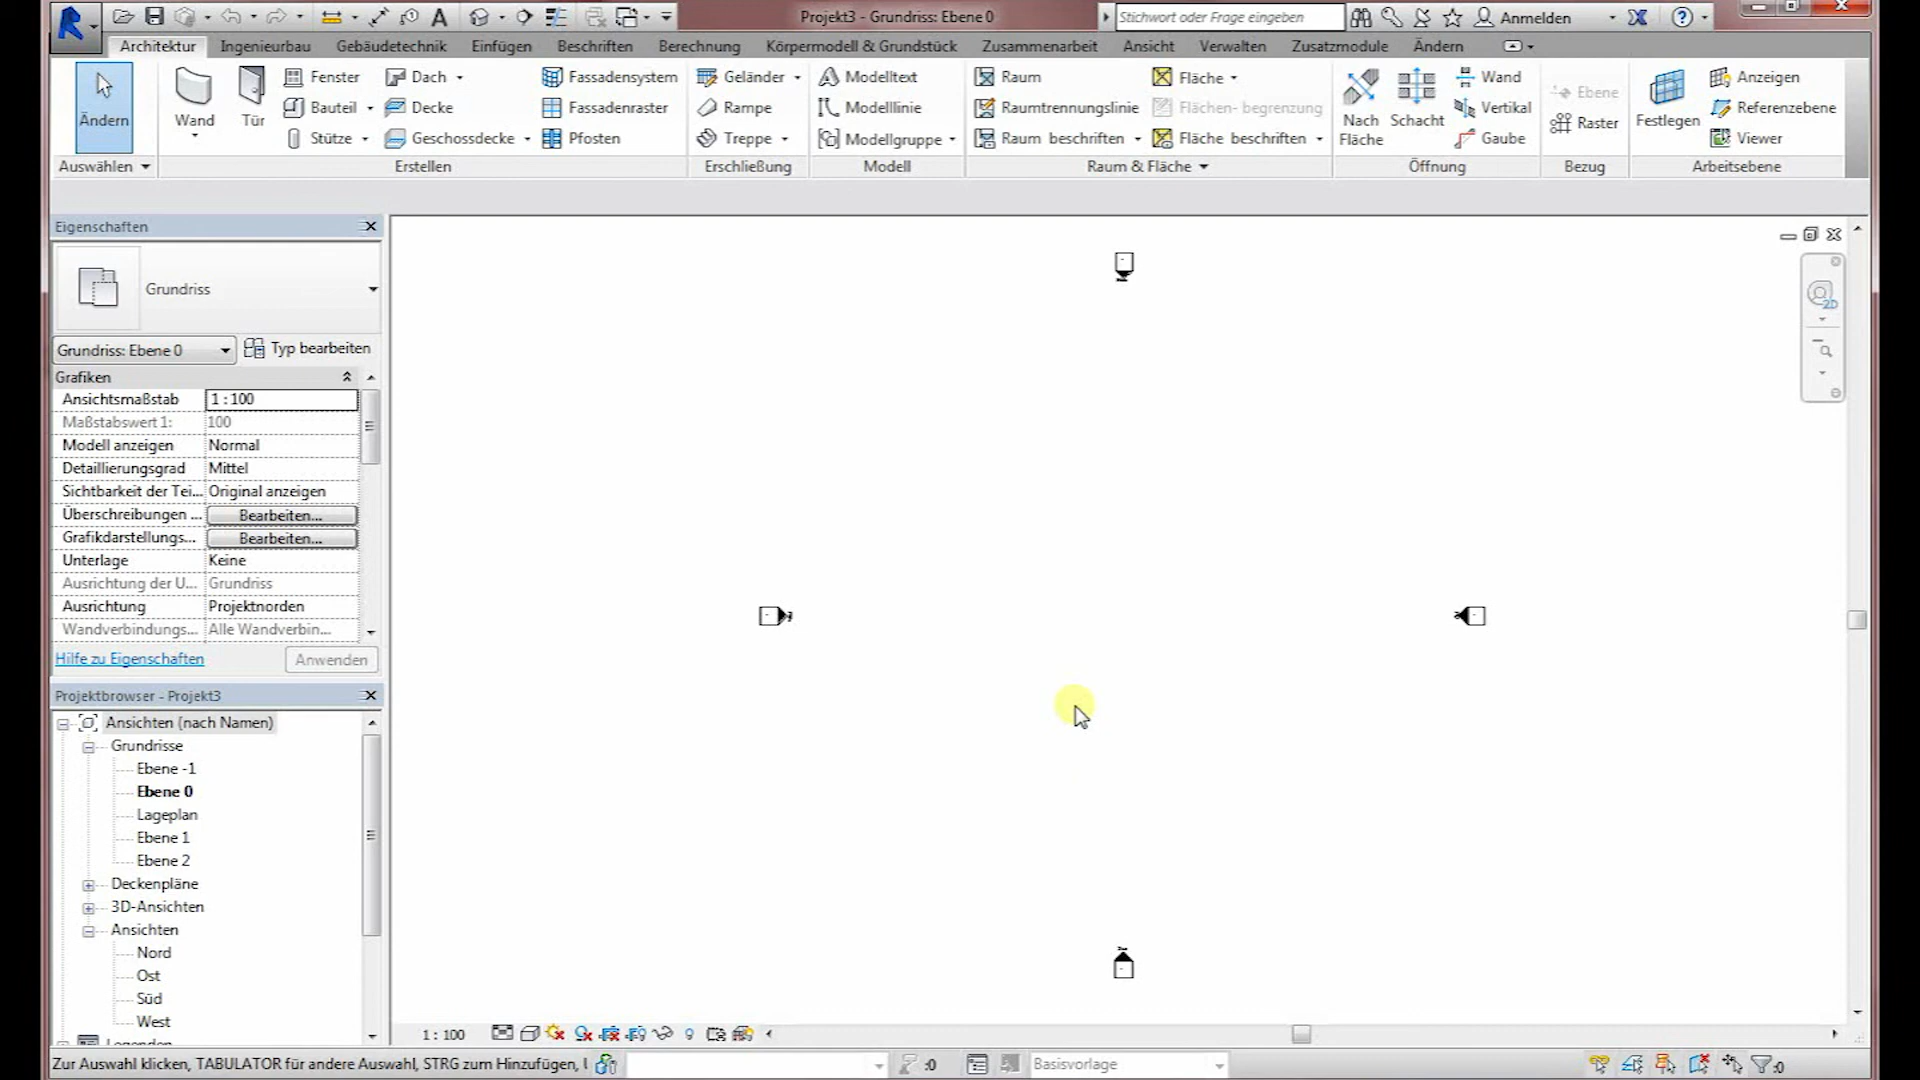 Projekt3 - Grundriss: Ebene 0
Stichwort oder Frage eingeben
Anmelden
Architektur Ingenieurbau Gebäudetechnik Einfügen Beschriften Berechnung Körpermodell & Grundstück Zusammenarbeit Ansicht Verwalten Zusatzmodule Ändern
Ändern
Wand
Tür
Fenster
Bauteil
Stütze
Dach
Decke
Geschossdecke
Fassadensystem
Fassadenraster
Pfosten
Geländer
Rampe
Treppe
Modelltext
Modelllinie
Modellgruppe
Raum
Raumtrennungslinie
Raum beschriften
Fläche
Flächen- begrenzung
Fläche beschriften
Nach
Fläche
Schacht
Wand
Vertikal
Gaube
Ebene
Raster
Festlegen
Anzeigen
Referenzebene
Viewer
Auswählen Erstellen Erschließung Modell Raum & Fläche Öffnung Bezug Arbeitsebene
Eigenschaften
Grundriss
Grundriss: Ebene 0 Typ bearbeiten
Grafiken
Ansichtsmaßstab 1 : 100
Maßstabswert 1: 100
Modell anzeigen Normal
Detaillierungsgrad Mittel
Sichtbarkeit der Tei... Original anzeigen
Überschreibungen ... Bearbeiten...
Grafikdarstellungs... Bearbeiten...
Unterlage Keine
Ausrichtung der U... Grundriss
Ausrichtung Projektnorden
Wandverbindungs... Alle Wandverbin...
Hilfe zu Eigenschaften Anwenden
Projektbrowser - Projekt3
Ansichten (nach Namen)
Grundrisse
Ebene -1
Ebene 0
Lageplan
Ebene 1
Ebene 2
Deckenpläne
3D-Ansichten
Ansichten
Nord
Ost
Süd
West
Legenden
2D
1 : 100
Zur Auswahl klicken, TABULATOR für andere Auswahl, STRG zum Hinzufügen, :0 Basisvorlage :0